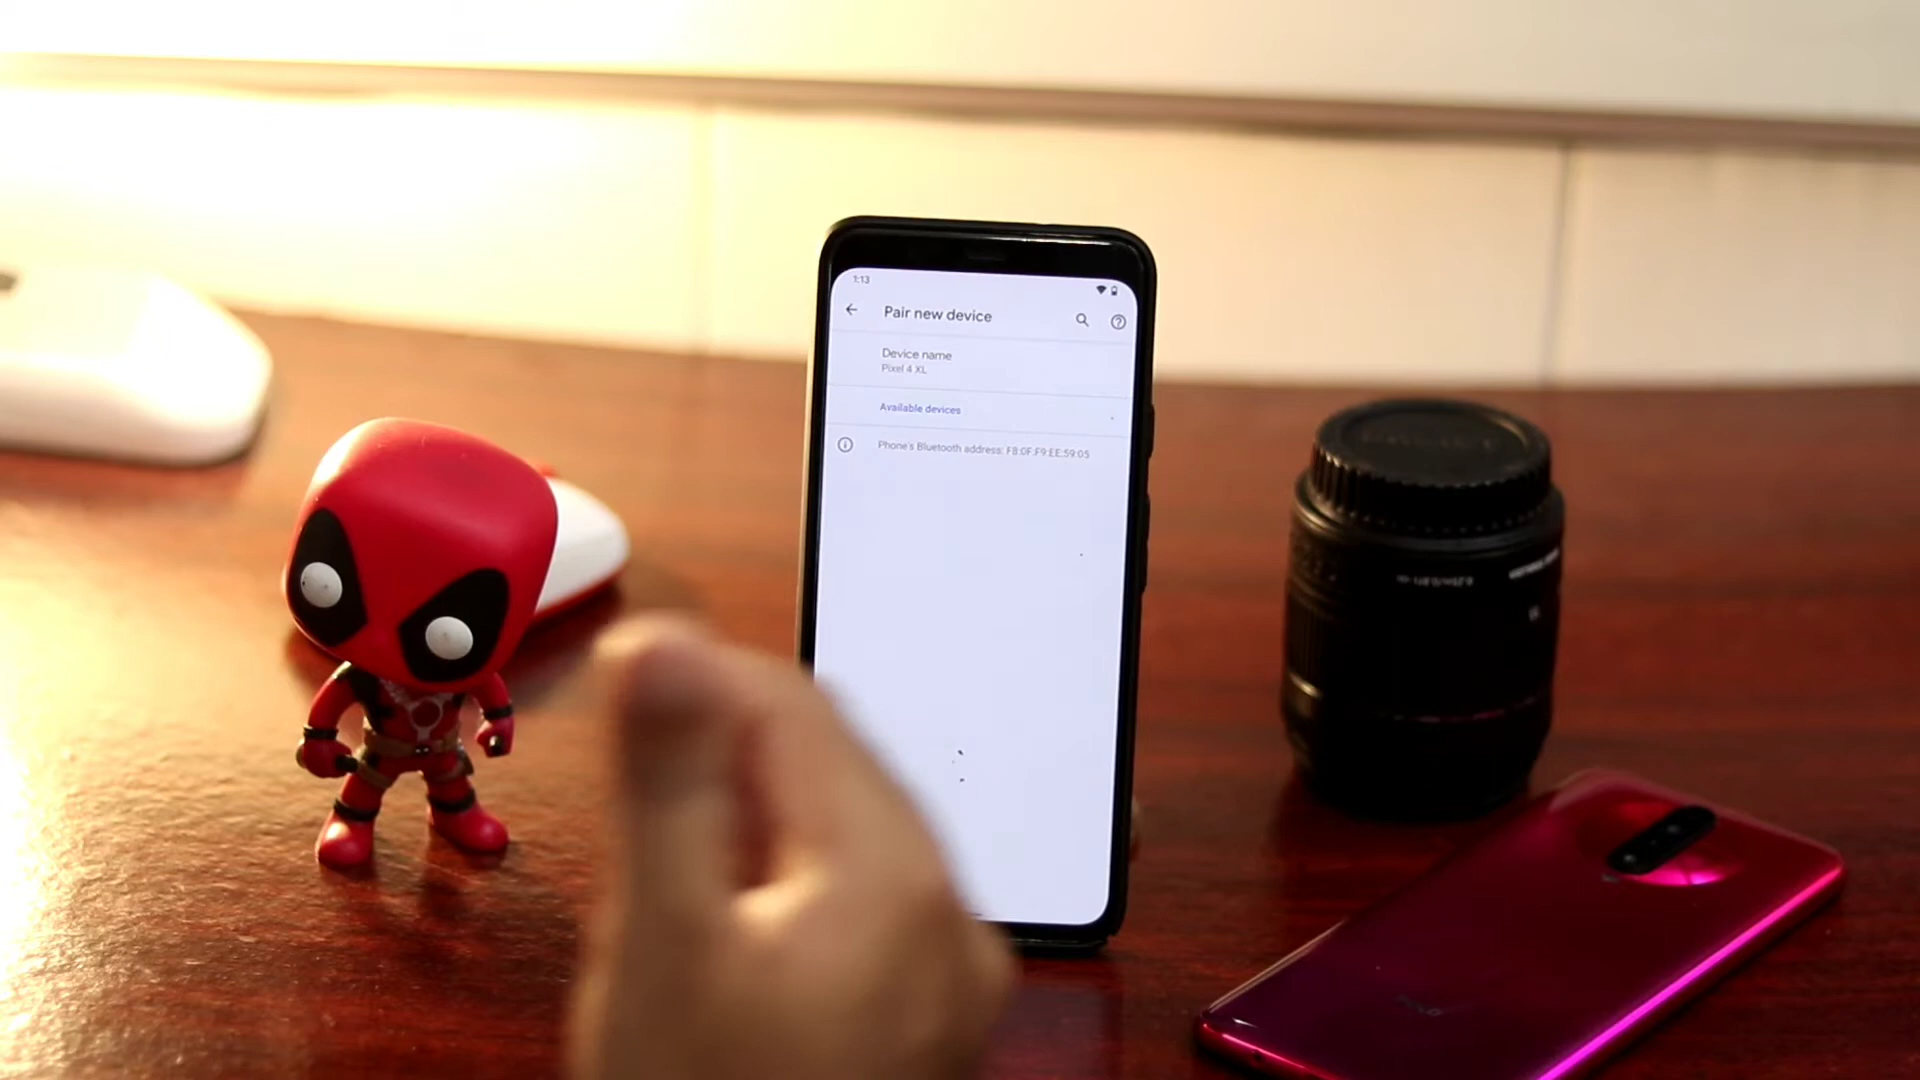 1:13
Pair new device
Device name
Pixel 4 XL
Available devices
Phone's Bluetooth address: F8:0F:F9:EE:59:05